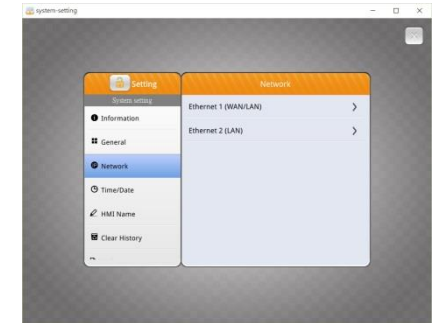 system-setting
Setting
System setting
Information
General
Network
Time/Date
HMI Name
Clear History
Network
Ethernet 1 (WAN/LAN)
Ethernet 2 (LAN)